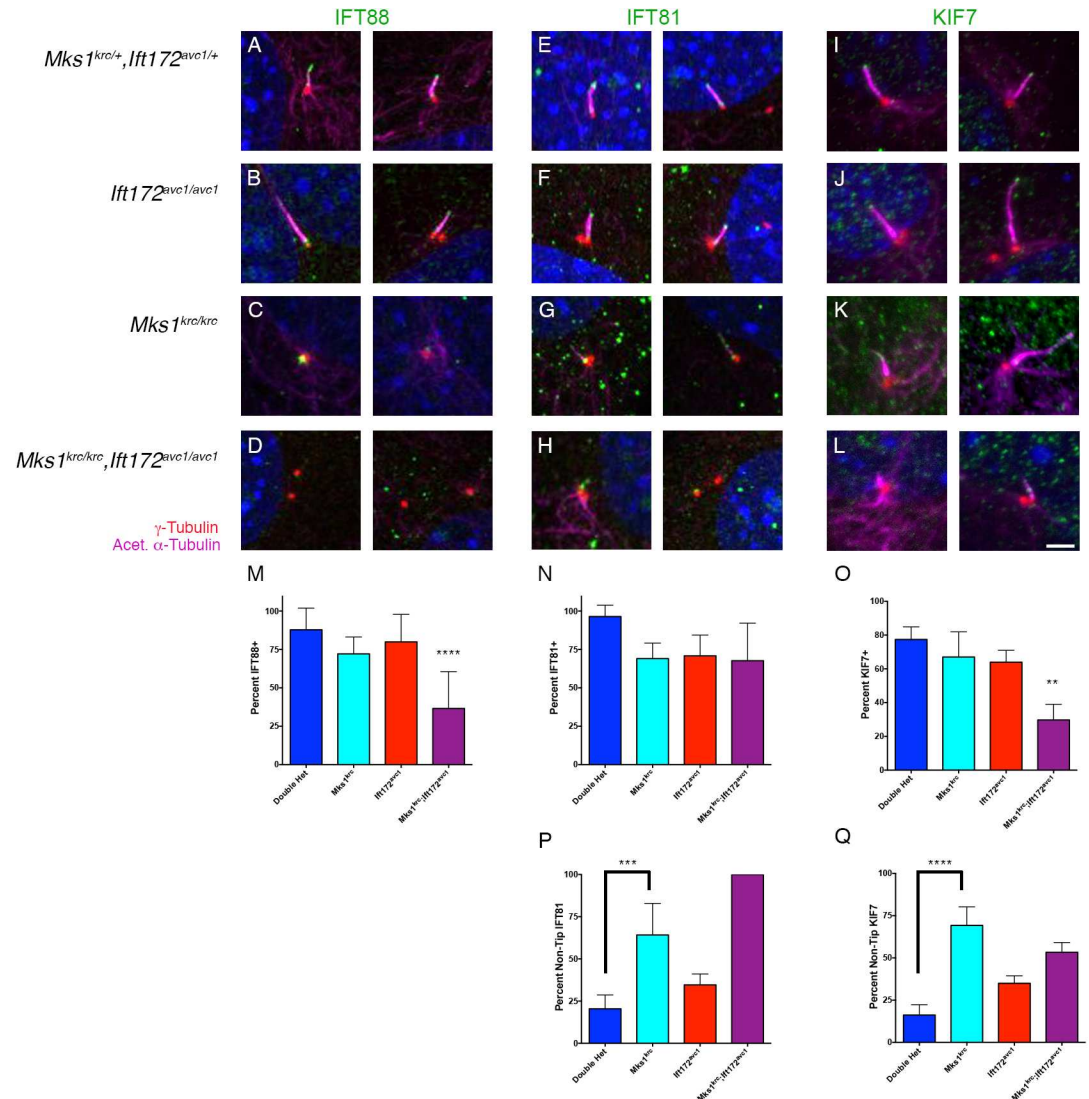 IFT88 IFT81 KIF7
Mks1krc/+,Ift172avc1/+
A E I
Ift172avc1/avc1
B F J
Mks1krc/krc
C G K
Mks1krc/krc,Ift172avc1/avc1
D H L
γ-Tubulin
Acet. α-Tubulin
M
Percent IFT88+
100
75
50
25
0
****
Double Het
Mks1krc
Ift172avc1
Mks1krc;Ift172avc1
N
Percent IFT81+
100
75
50
25
0
Double Het
Mks1krc
Ift172avc1
Mks1krc;Ift172avc1
O
Percent KIF7+
100
80
60
40
20
0
**
Double Het
Mks1krc
Ift172avc1
Mks1krc;Ift172avc1
P
Percent Non-Tip IFT81
100
75
50
25
0
***
Double Het
Mks1krc
Ift172avc1
Mks1krc;Ift172avc1
Q
Percent Non-Tip KIF7
100
75
50
25
0
****
Double Het
Mks1krc
Ift172avc1
Mks1krc;Ift172avc1